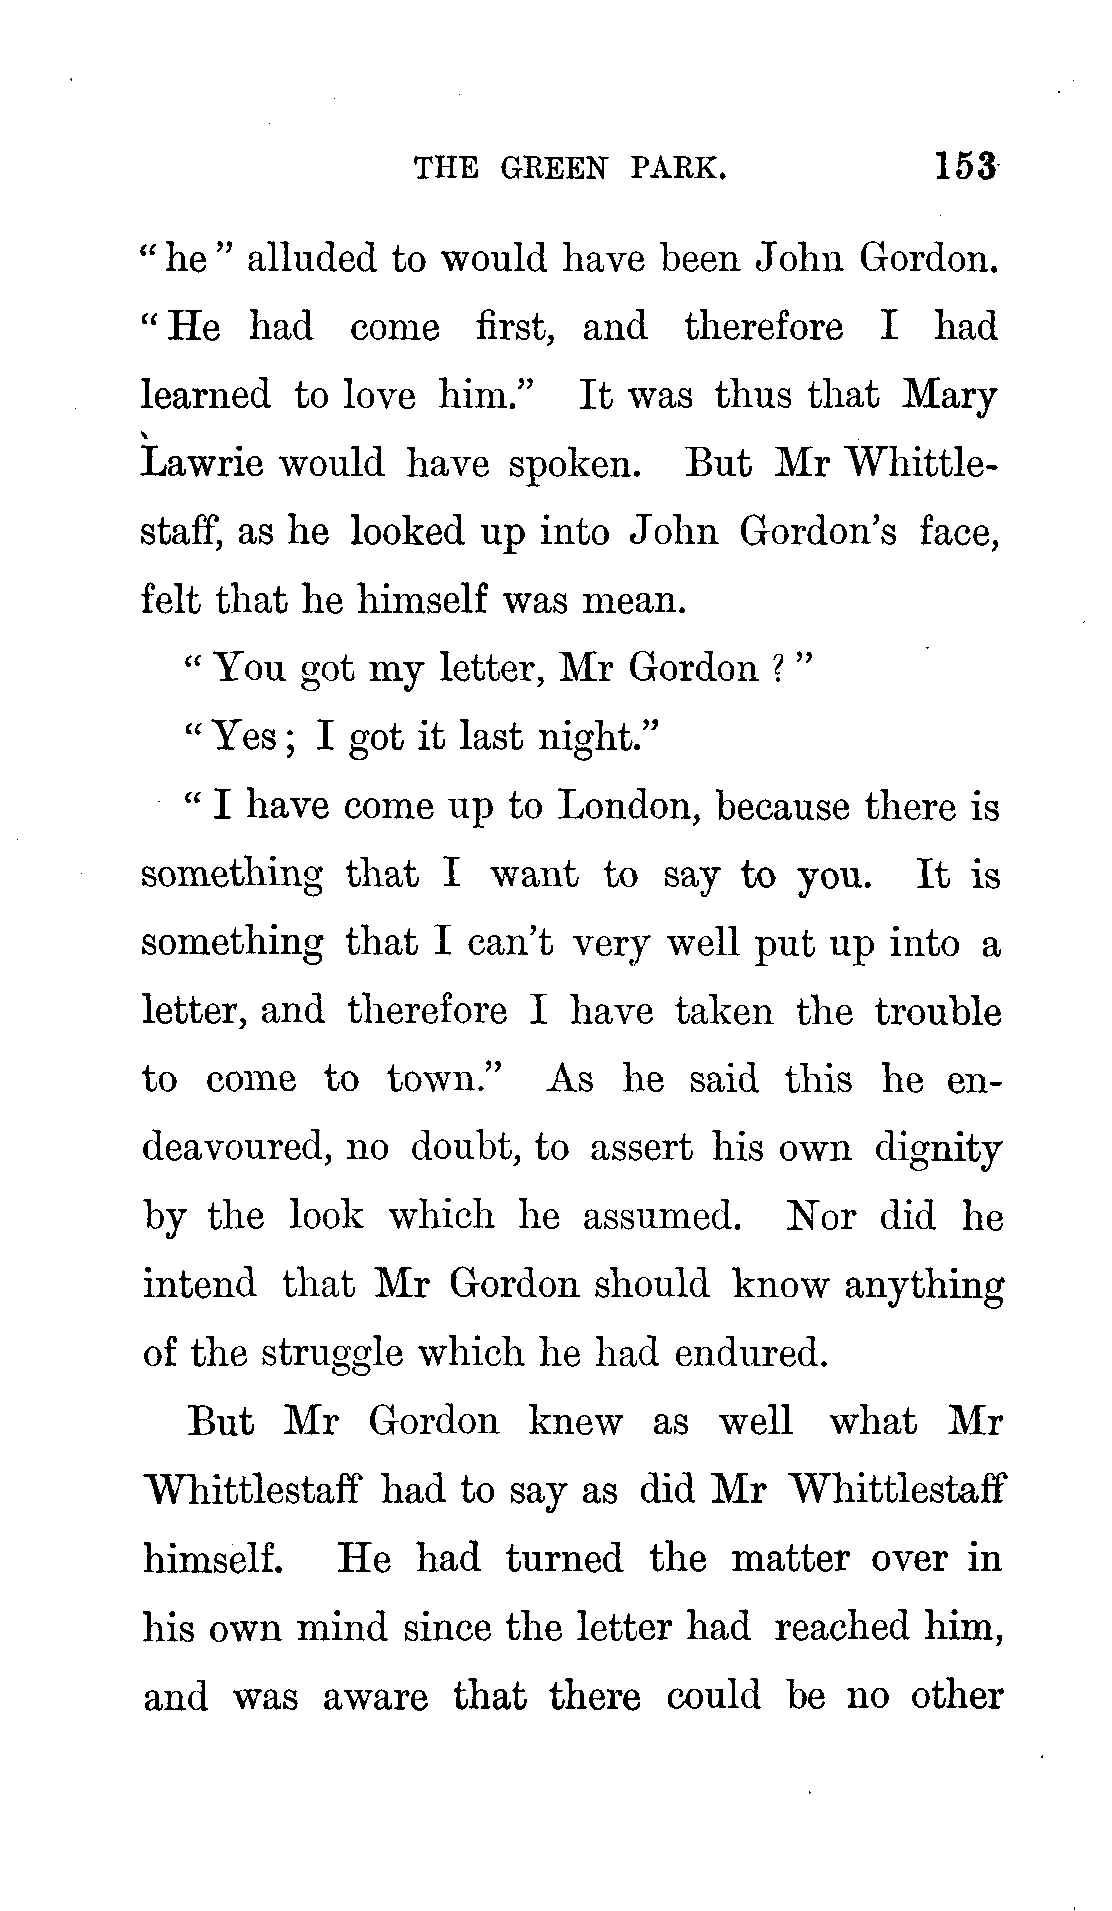 THE GREEN PARK. 153
“he” alluded to would have been John Gordon.
“He had come first, and therefore I had
learned to love him.” It was thus that Mary
Lawrie would have spoken. But Mr Whittle-
staff, as he looked up into John Gordon’s face,
felt that he himself was mean.
“You got my letter, Mr Gordon?”
“Yes; I got it last night.”
“I have come up to London, because there is
something that I want to say to you. It is
something that I can’t very well put up into a
letter, and therefore I have taken the trouble
to come to town.” As he said this he en-
deavoured, no doubt, to assert his own dignity
by the look which he assumed. Nor did he
intend that Mr Gordon should know anything
of the struggle which he had endured.
But Mr Gordon knew as well what Mr
Whittlestaff had to say as did Mr Whittlestaff
himself. He had turned the matter over in
his own mind since the letter had reached him,
and was aware that there could be no other